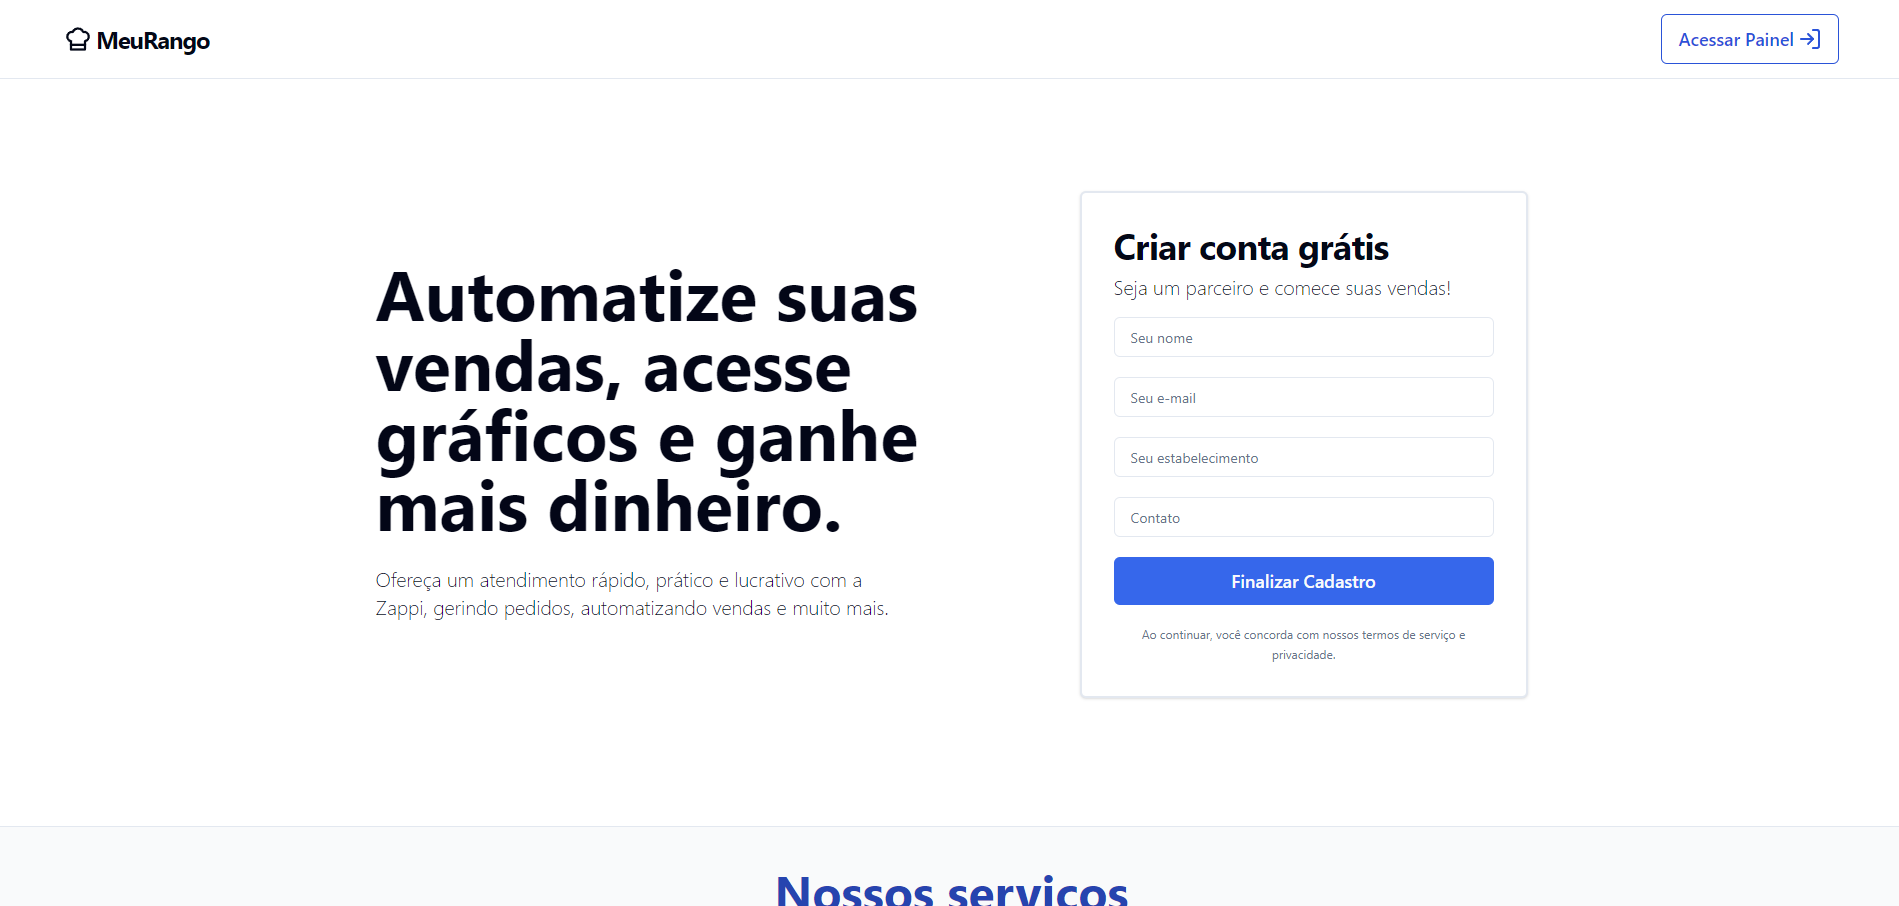 MeuRango
Acessar Painel
Automatize suas
vendas, acesse
gráficos e ganhe
mais dinheiro.
Ofereça um atendimento rápido, prático e lucrativo com a
Zappi, gerindo pedidos, automatizando vendas e muito mais.
Criar conta grátis
Seja um parceiro e comece suas vendas!
Seu nome
Seu e-mail
Seu estabelecimento
Contato
Finalizar Cadastro
Ao continuar, você concorda com nossos termos de serviço e
privacidade.
Nossos serviços